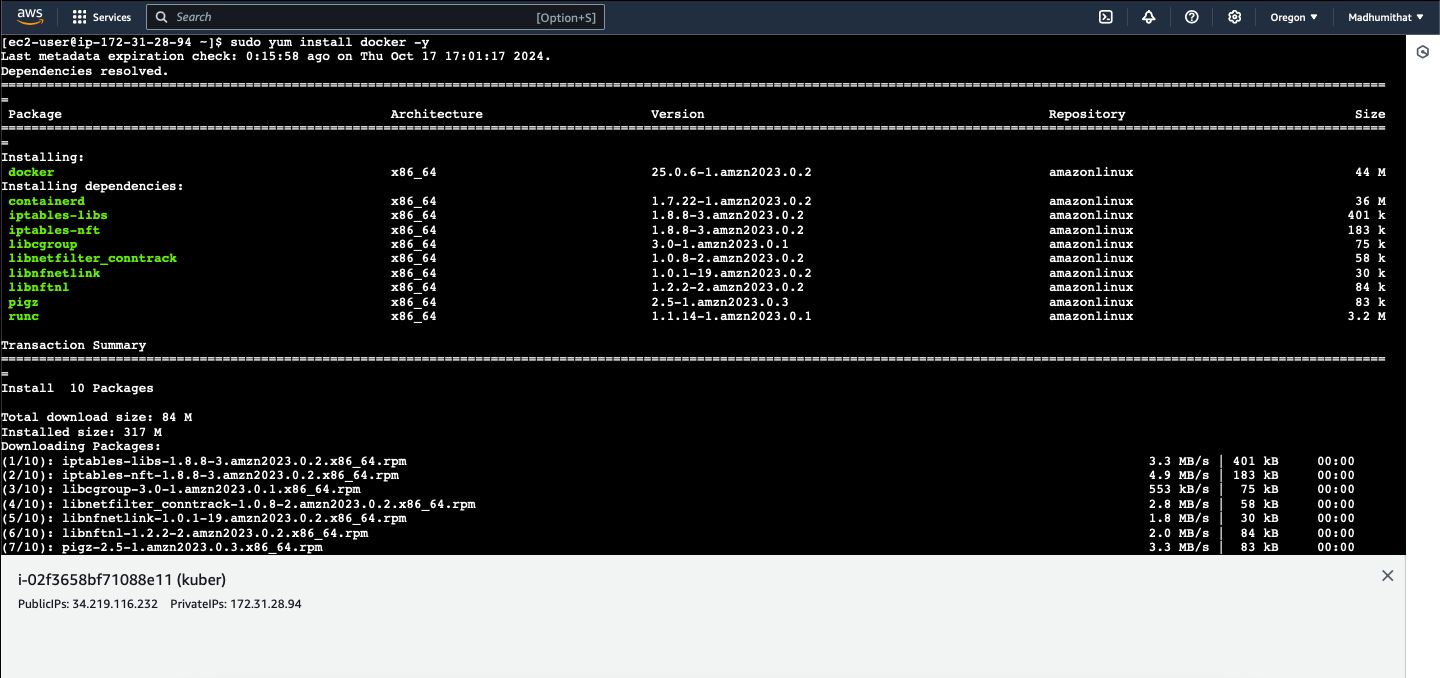 aws Services Search [Option+S] Oregon ▼ Madhumithat ▼
[ec2-user@ip-172-31-28-94 ~]$ sudo yum install docker -y
Last metadata expiration check: 0:15:58 ago on Thu Oct 17 17:01:17 2024.
Dependencies resolved.
=====================================================================================================================================================================================
=
Package Architecture Version Repository Size
=====================================================================================================================================================================================
=
Installing:
docker x86_64 25.0.6-1.amzn2023.0.2 amazonlinux 44 M
Installing dependencies:
containerd x86_64 1.7.22-1.amzn2023.0.2 amazonlinux 36 M
iptables-libs x86_64 1.8.8-3.amzn2023.0.2 amazonlinux 401 k
iptables-nft x86_64 1.8.8-3.amzn2023.0.2 amazonlinux 183 k
libcgroup x86_64 3.0-1.amzn2023.0.1 amazonlinux 75 k
libnetfilter_conntrack x86_64 1.0.8-2.amzn2023.0.2 amazonlinux 58 k
libnfnetlink x86_64 1.0.1-19.amzn2023.0.2 amazonlinux 30 k
libnftnl x86_64 1.2.2-2.amzn2023.0.2 amazonlinux 84 k
pigz x86_64 2.5-1.amzn2023.0.3 amazonlinux 83 k
runc x86_64 1.1.14-1.amzn2023.0.1 amazonlinux 3.2 M
Transaction Summary
=====================================================================================================================================================================================
=
Install 10 Packages
Total download size: 84 M
Installed size: 317 M
Downloading Packages:
(1/10): iptables-libs-1.8.8-3.amzn2023.0.2.x86_64.rpm 3.3 MB/s | 401 kB 00:00
(2/10): iptables-nft-1.8.8-3.amzn2023.0.2.x86_64.rpm 4.9 MB/s | 183 kB 00:00
(3/10): libcgroup-3.0-1.amzn2023.0.1.x86_64.rpm 553 kB/s | 75 kB 00:00
(4/10): libnetfilter_conntrack-1.0.8-2.amzn2023.0.2.x86_64.rpm 2.8 MB/s | 58 kB 00:00
(5/10): libnfnetlink-1.0.1-19.amzn2023.0.2.x86_64.rpm 1.8 MB/s | 30 kB 00:00
(6/10): libnftnl-1.2.2-2.amzn2023.0.2.x86_64.rpm 2.0 MB/s | 84 kB 00:00
(7/10): pigz-2.5-1.amzn2023.0.3.x86_64.rpm 3.3 MB/s | 83 kB 00:00
i-02f3658bf71088e11 (kuber)
PublicIPs: 34.219.116.232 PrivateIPs: 172.31.28.94